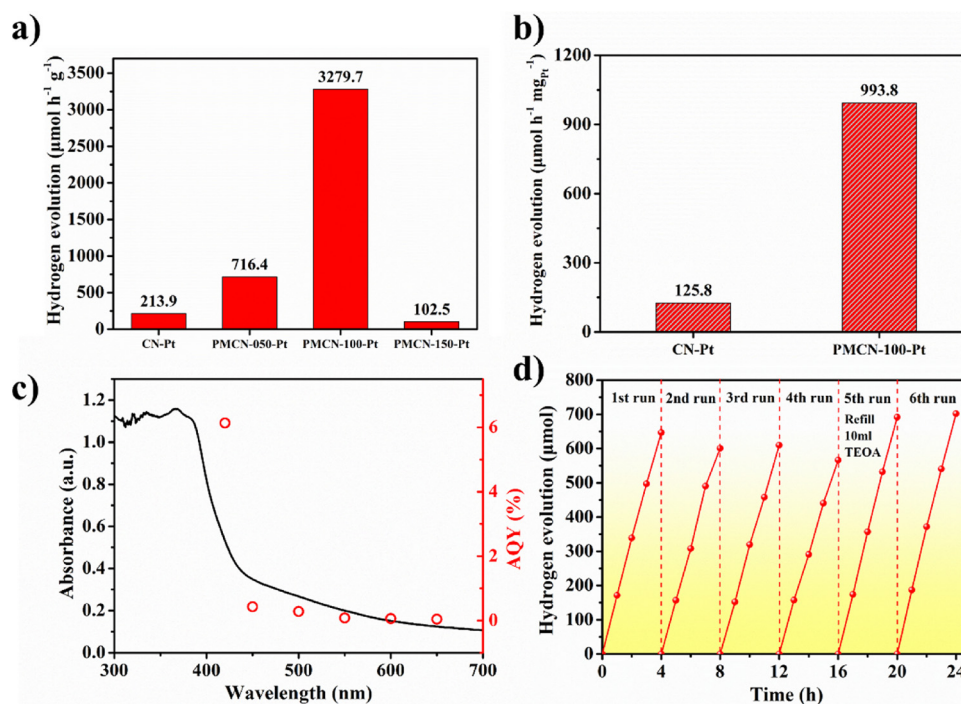 a)
Hydrogen evolution (μmol h⁻¹ g⁻¹)
3500
3000
2500
2000
1500
1000
500
0
213.9
716.4
3279.7
102.5
CN-Pt PMCN-050-Pt PMCN-100-Pt PMCN-150-Pt
b)
Hydrogen evolution (μmol h⁻¹ mgPt⁻¹)
1200
900
600
300
0
125.8
993.8
CN-Pt PMCN-100-Pt
c)
Absorbance (a.u.)
1.2
1.0
0.8
0.6
0.4
0.2
0.0
300 400 500 600 700
Wavelength (nm)
6
4
2
0
AQY (%)
d)
Hydrogen evolution (μmol)
800
700
600
500
400
300
200
100
0
1st run 2nd run 3rd run 4th run 5th run 6th run
Refill
10ml
TEOA
0 4 8 12 16 20 24
Time (h)